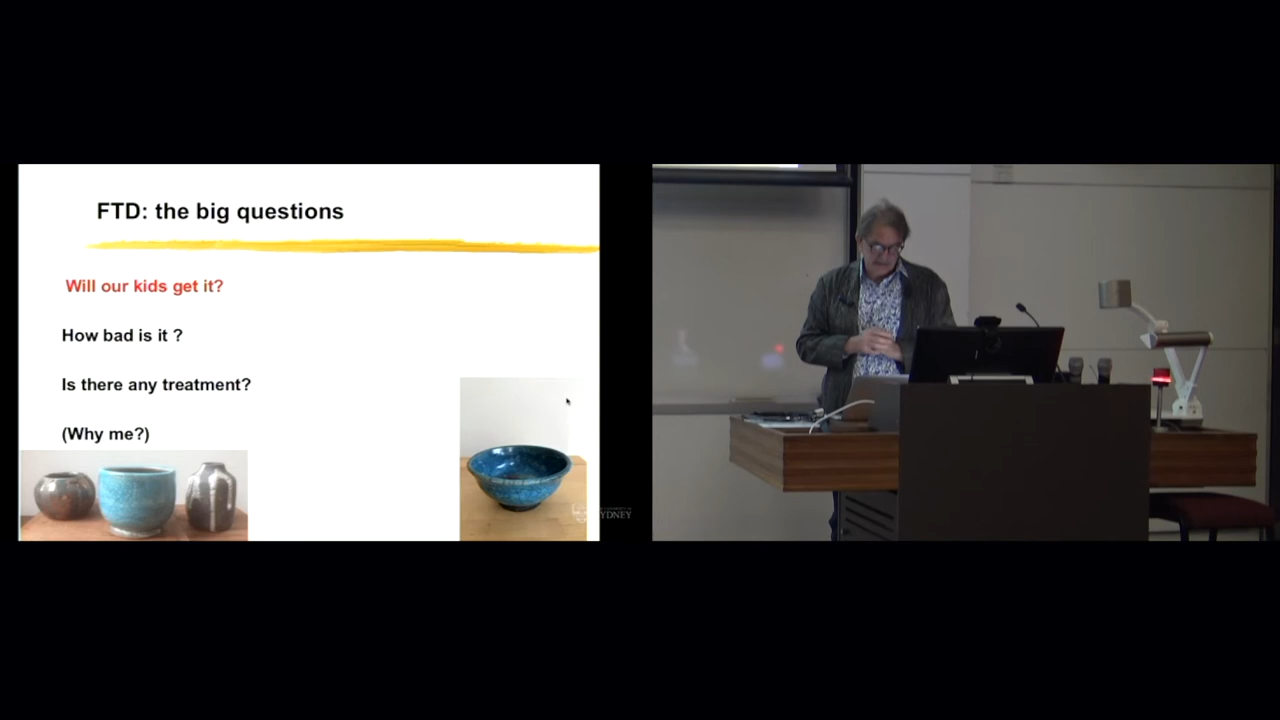 FTD: the big questions
Will our kids get it?
How bad is it ?
Is there any treatment?
(Why me?)
YDNEY